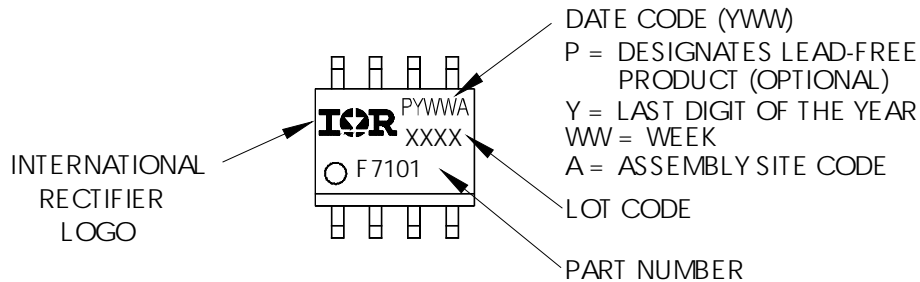 DATE CODE (YWW)
P = DESIGNATES LEAD-FREE
PRODUCT (OPTIONAL)
Y = LAST DIGIT OF THE YEAR
WW = WEEK
A = ASSEMBLY SITE CODE
LOT CODE
PART NUMBER
INTERNATIONAL
RECTIFIER
LOGO
IOR
PYWWA
XXXX
F7101